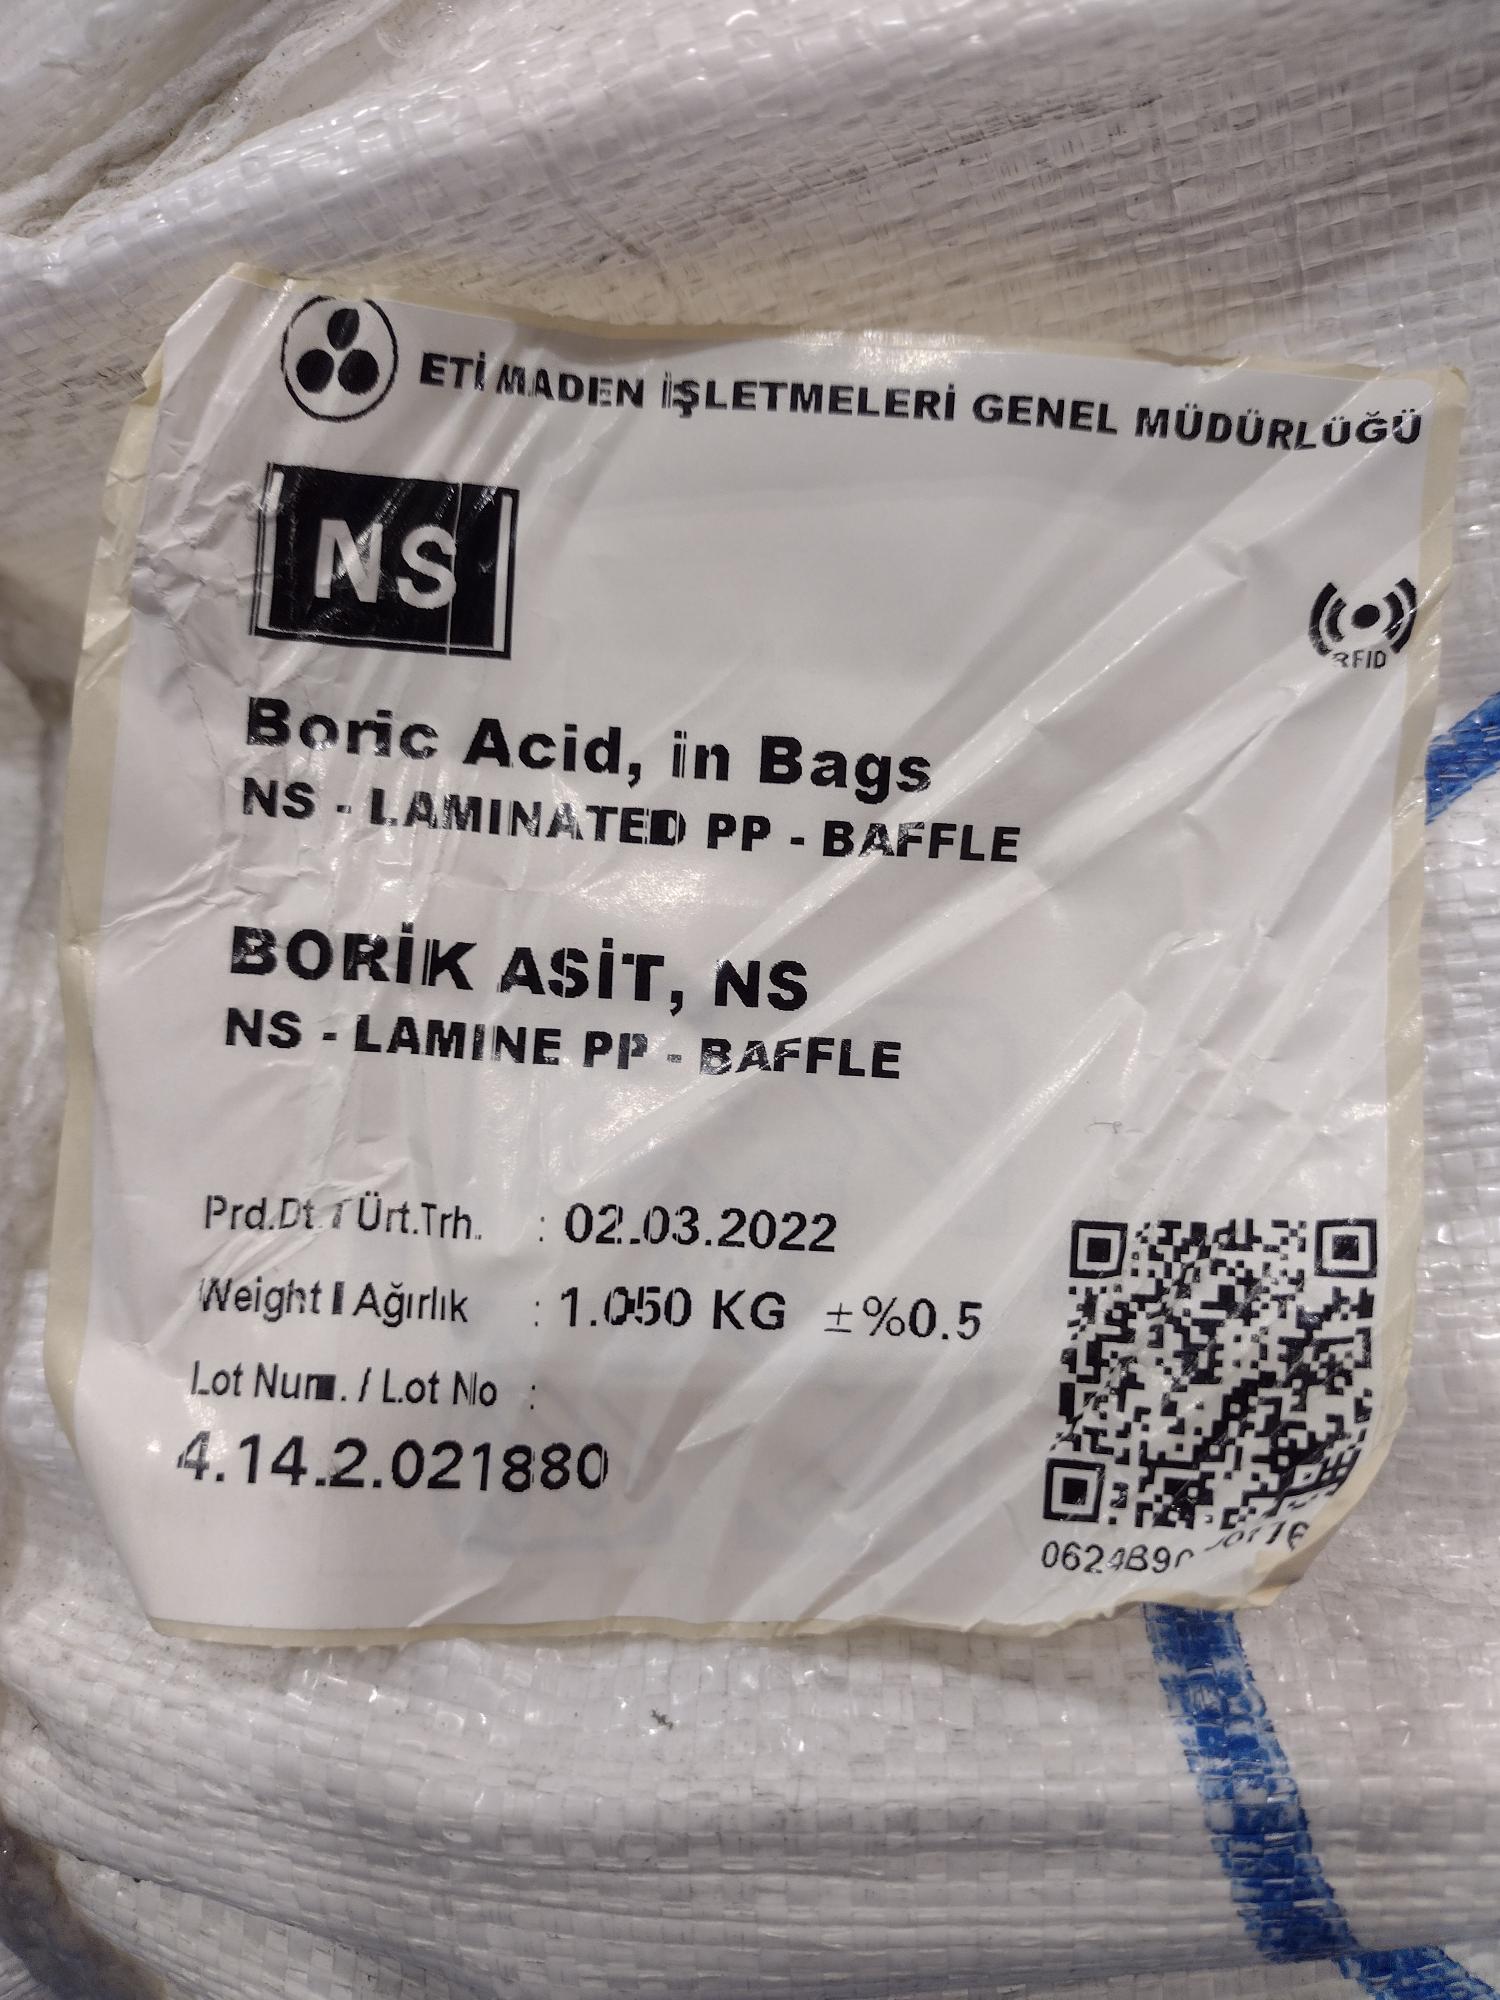 ETİ MADEN İŞLETMELERİ GENEL MÜDÜRLÜĞÜ
NS
RFID
Boric Acid, in Bags
NS - LAMINATED PP - BAFFLE
BORİK ASİT, NS
NS - LAMINE PP - BAFFLE
Prd.Dt. / Ürt.Trh. : 02.03.2022
Weight / Ağırlık : 1.050 KG ±%0.5
Lot Num. / Lot No :
4.14.2.021880